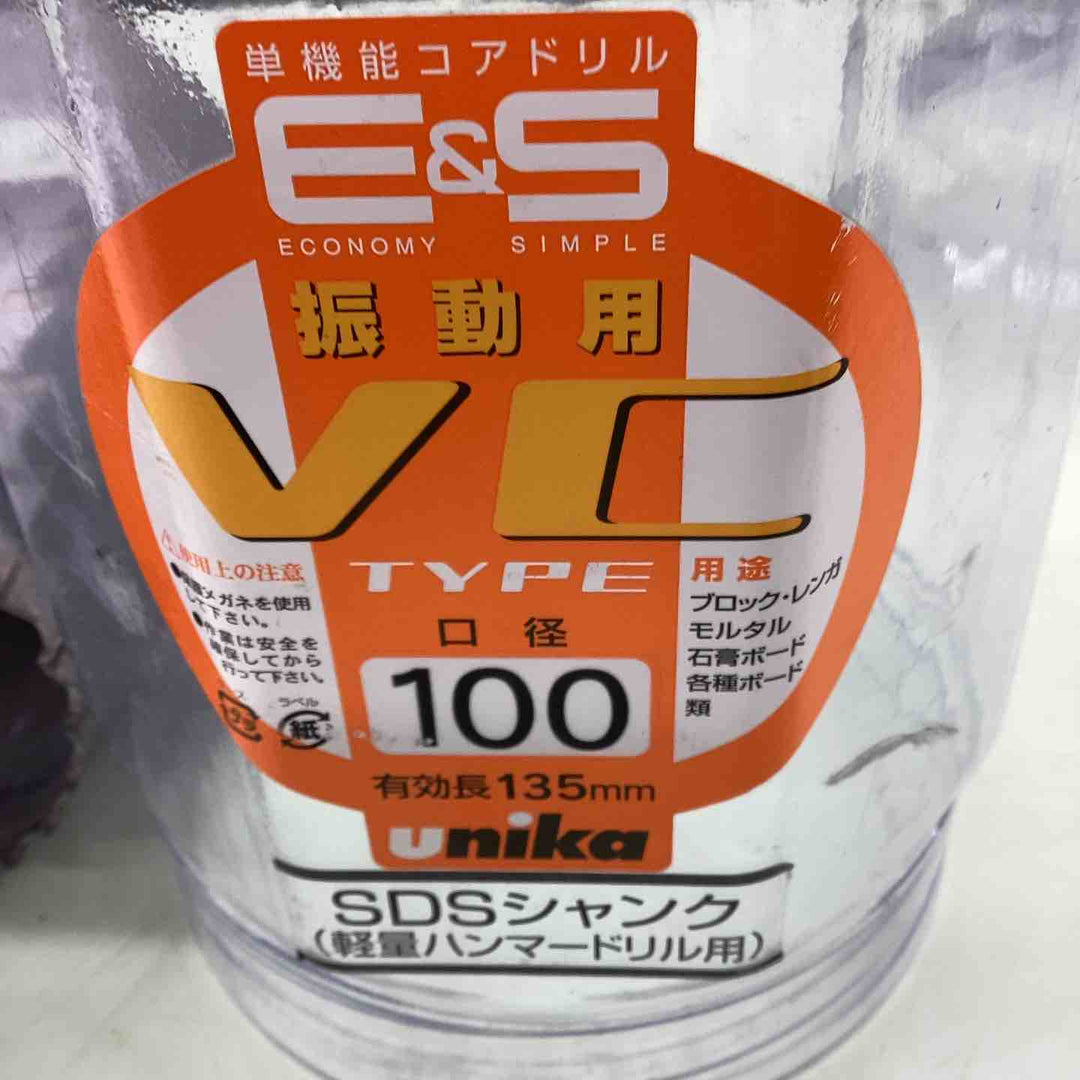 単機能コアドリル
E&S
ECONOMY SIMPLE
振動用
VC
TYPE
使用上の注意
メガネを使用
して下さい。
作業は安全を
確保してから
行って下さい。
ラベル
紙
用途
ブロック・レンガ
モルタル
石膏ボード
各種ボード
類
口径
100
有効長135mm
unika
SDSシャンク
(軽量ハンマードリル用)